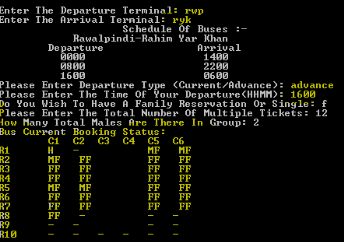 Enter The Departure Terminal: rwp
Enter The Arrival Terminal: ryk
Schedule Of Buses :-
Rawalpindi-Rahim Yar Khan
Departure Arrival
0000 1400
0800 2200
1600 0600
Please Enter Departure Type (Current/Advance): advance
Please Enter The Time Of Your Departure(HHMM): 1600
Do You Wish To Have A Family Reservation Or Single: f
Please Enter The Total Number Of Multiple Tickets: 12
How Many Total Males Are There In Group: 2
Bus Current Booking Status:
C1 C2 C3 C4 C5 C6
R1 H - MF MF
R2 MF FF FF FF
R3 FF FF FF FF
R4 FF FF FF FF
R5 MF MF FF FF
R6 FF FF FF FF
R7 FF FF FF FF
R8 FF - - -
R9 - - - -
R10 - - - - - -